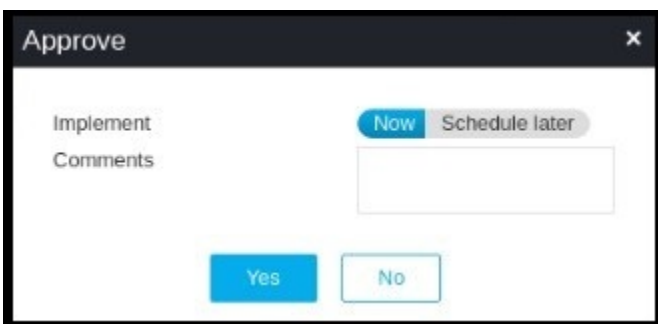 Approve
Implement Now Schedule later
Comments
Yes No